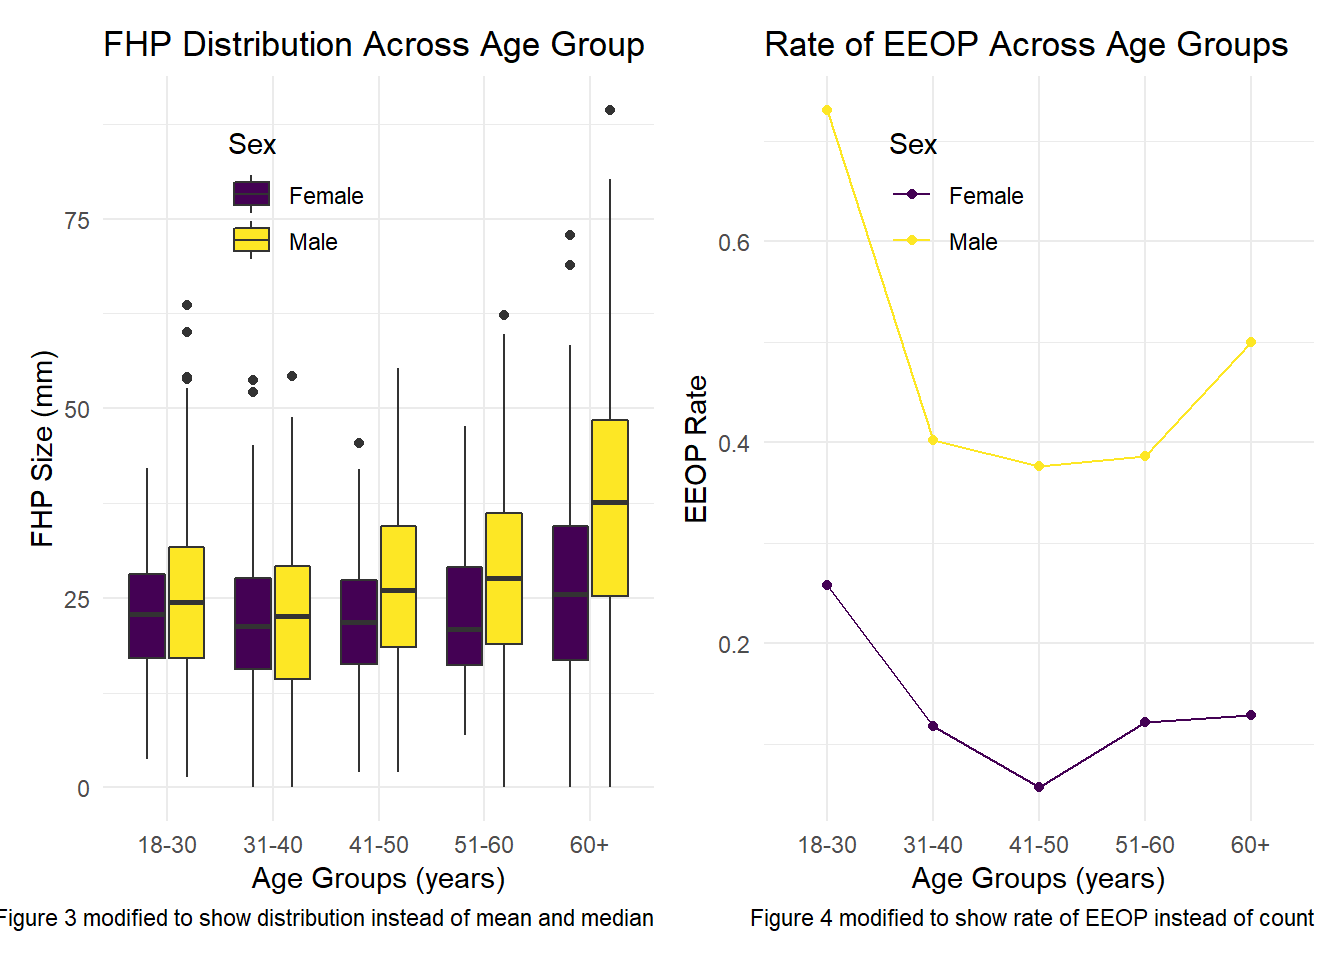 FHP Distribution Across Age Group
Sex
Female
Male
75
50
25
0
FHP Size (mm)
18-30
31-40
41-50
51-60
60+
Age Groups (years)
Figure 3 modified to show distribution instead of mean and median
Rate of EEOP Across Age Groups
Sex
Female
Male
0.6
0.4
0.2
EEOP Rate
18-30
31-40
41-50
51-60
60+
Age Groups (years)
Figure 4 modified to show rate of EEOP instead of count